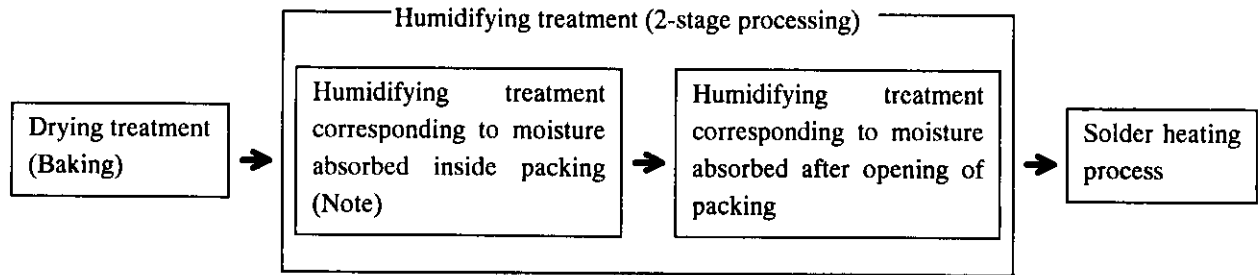 Humidifying treatment (2-stage processing)
Drying treatment
(Baking)
Humidifying treatment
corresponding to moisture
absorbed inside packing
(Note)
Humidifying treatment
corresponding to moisture
absorbed after opening of
packing
Solder heating
process